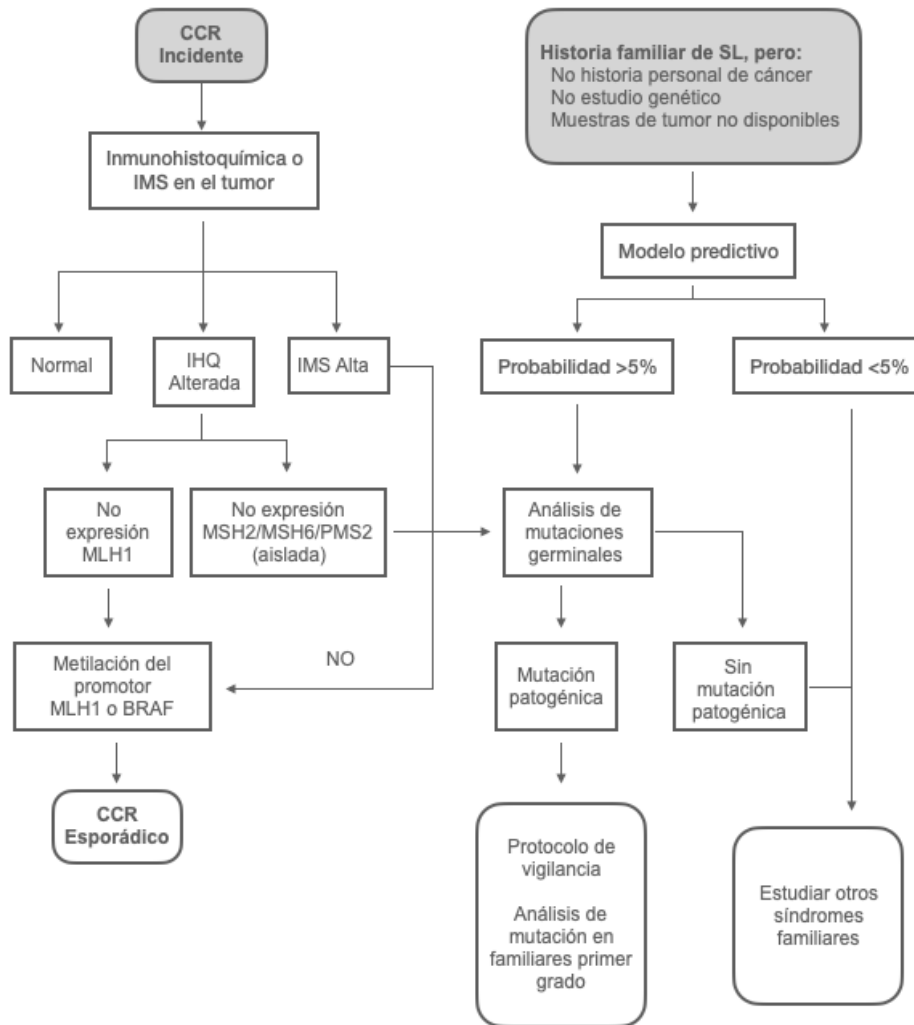 CCR
Incidente
Historia familiar de SL, pero:
No historia personal de cáncer
No estudio genético
Muestras de tumor no disponibles
Inmunohistoquímica o
IMS en el tumor
Modelo predictivo
Normal
IHQ
Alterada
IMS Alta
Probabilidad >5%
Probabilidad <5%
No
expresión
MLH1
No expresión
MSH2/MSH6/PMS2
(aislada)
Análisis de
mutaciones
germinales
Metilación del
promotor
MLH1 o BRAF
NO
Mutación
patogénica
Sin
mutación
patogénica
CCR
Esporádico
Protocolo de
vigilancia
Análisis de
mutación en
familiares primer
grado
Estudiar otros
síndromes
familiares